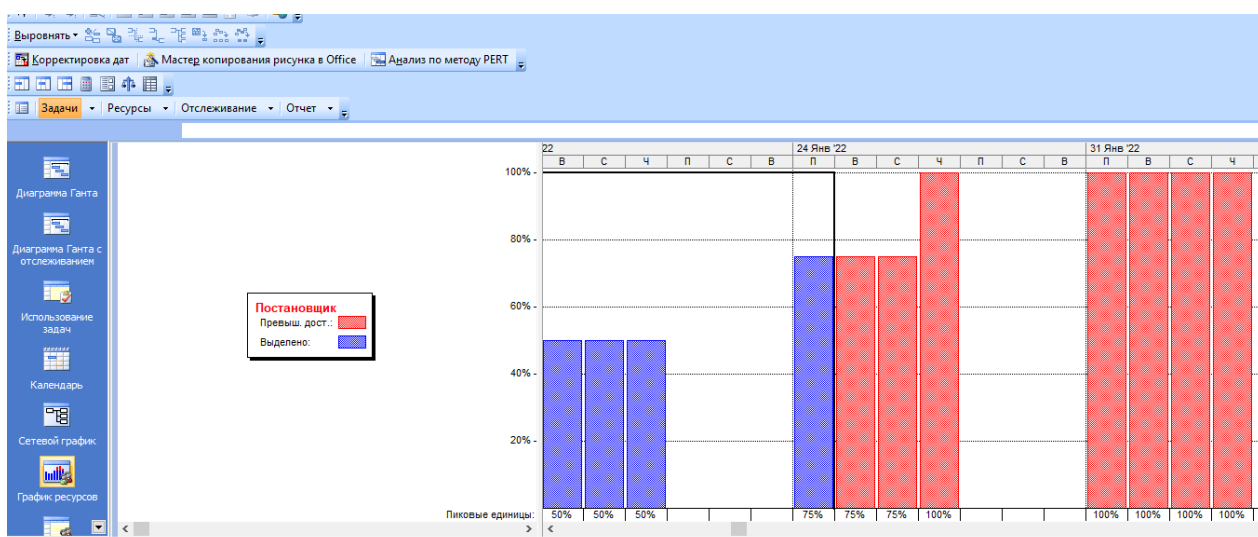 Выровнять
Корректировка дат Мастер копирования рисунка в Office Анализ по методу PERT
Задачи Ресурсы Отслеживание Отчет
22 24 Янв '22 31 Янв '22
В С Ч П С В П В С Ч П С В П В С Ч
Диаграмма Ганта
Диаграмма Ганта с
отслеживанием
Использование
задач
Календарь
Сетевой график
График ресурсов
Постановщик
Превыш. дост.:
Выделено:
100%
80%
60%
40%
20%
Пиковые единицы: 50% 50% 50% 75% 75% 75% 100% 100% 100% 100% 100%